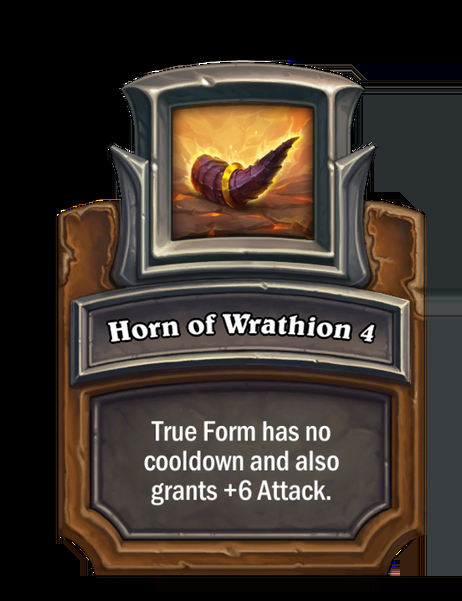 Horn of Wrathion 4
True Form has no
cooldown and also
grants +6 Attack.